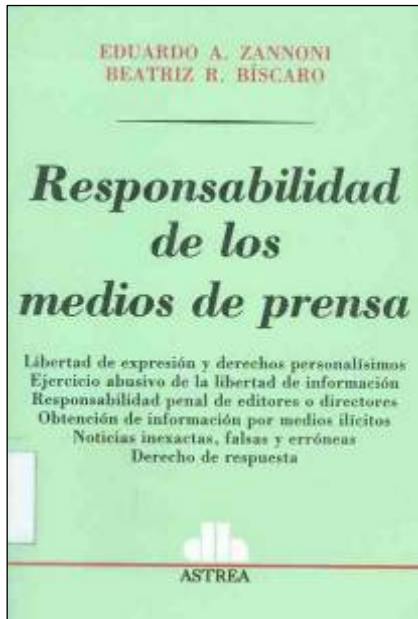 EDUARDO A. ZANNONI
BEATRIZ R. BÍSCARO
Responsabilidad
de los
medios de prensa
Libertad de expresión y derechos personalísimos
Ejercicio abusivo de la libertad de información
Responsabilidad penal de editores o directores
Obtención de información por medios ilícitos
Noticias inexactas, falsas y erróneas
Derecho de respuesta
ASTREA